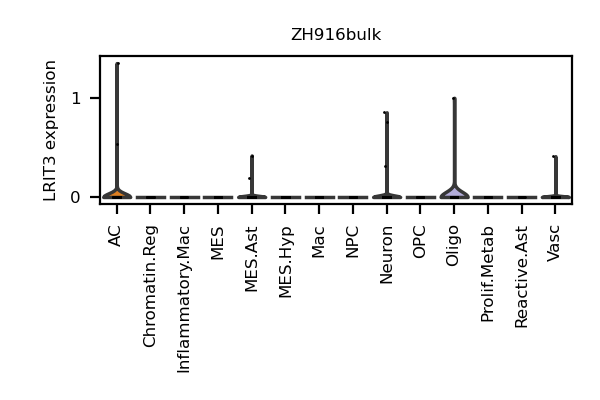 ZH916bulk
LRIT3 expression
1
0
AC
Chromatin.Reg
Inflammatory.Mac
MES
MES.Ast
MES.Hyp
Mac
NPC
Neuron
OPC
Oligo
Prolif.Metab
Reactive.Ast
Vasc